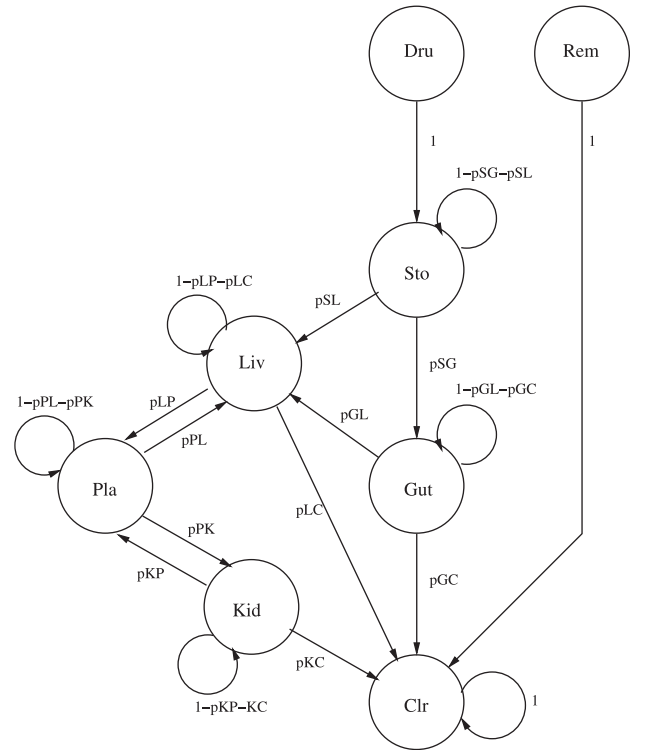 Dru
Rem
1
1
1−pSG−pSL
Sto
1−pLP−pLC
pSL
Liv
pSG
1−pGL−pGC
pLP
pGL
1−pPL−pPK
pPL
Pla
Gut
pLC
pPK
pKP
pGC
Kid
pKC
1−pKP−KC
Clr
1